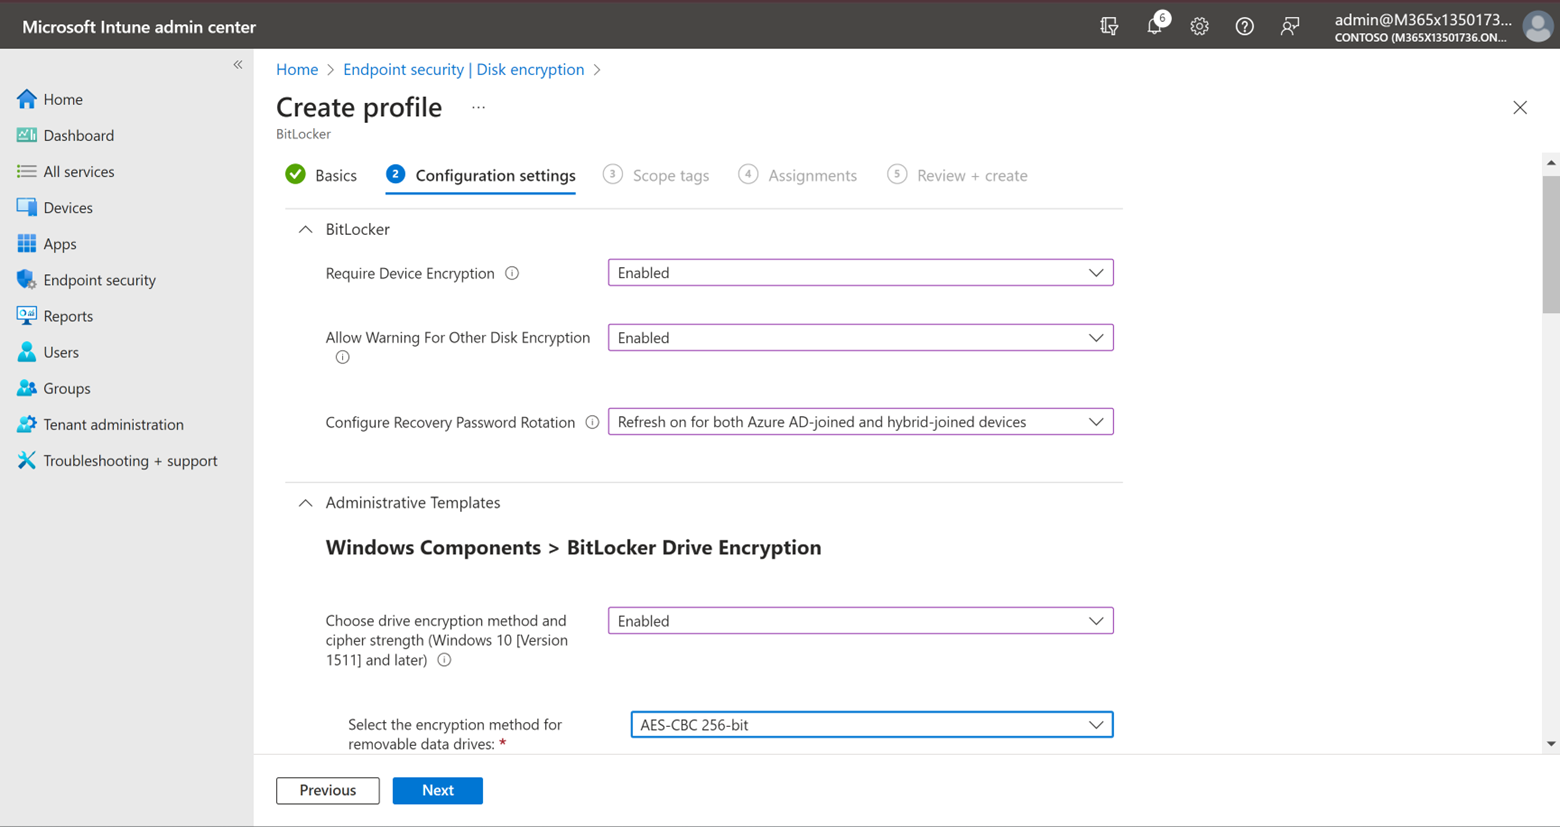 Microsoft Intune admin center
6
admin@M365x1350173...
CONTOSO (M365X13501736.ON...
«
Home
Dashboard
All services
Devices
Apps
Endpoint security
Reports
Users
Groups
Tenant administration
Troubleshooting + support
Home > Endpoint security | Disk encryption >
Create profile ...
BitLocker
Basics
2 Configuration settings
3 Scope tags
4 Assignments
5 Review + create
BitLocker
Require Device Encryption
Enabled
Allow Warning For Other Disk Encryption
Enabled
Configure Recovery Password Rotation
Refresh on for both Azure AD-joined and hybrid-joined devices
Administrative Templates
Windows Components > BitLocker Drive Encryption
Choose drive encryption method and
cipher strength (Windows 10 [Version
1511] and later)
Enabled
Select the encryption method for
removable data drives: *
AES-CBC 256-bit
Previous
Next